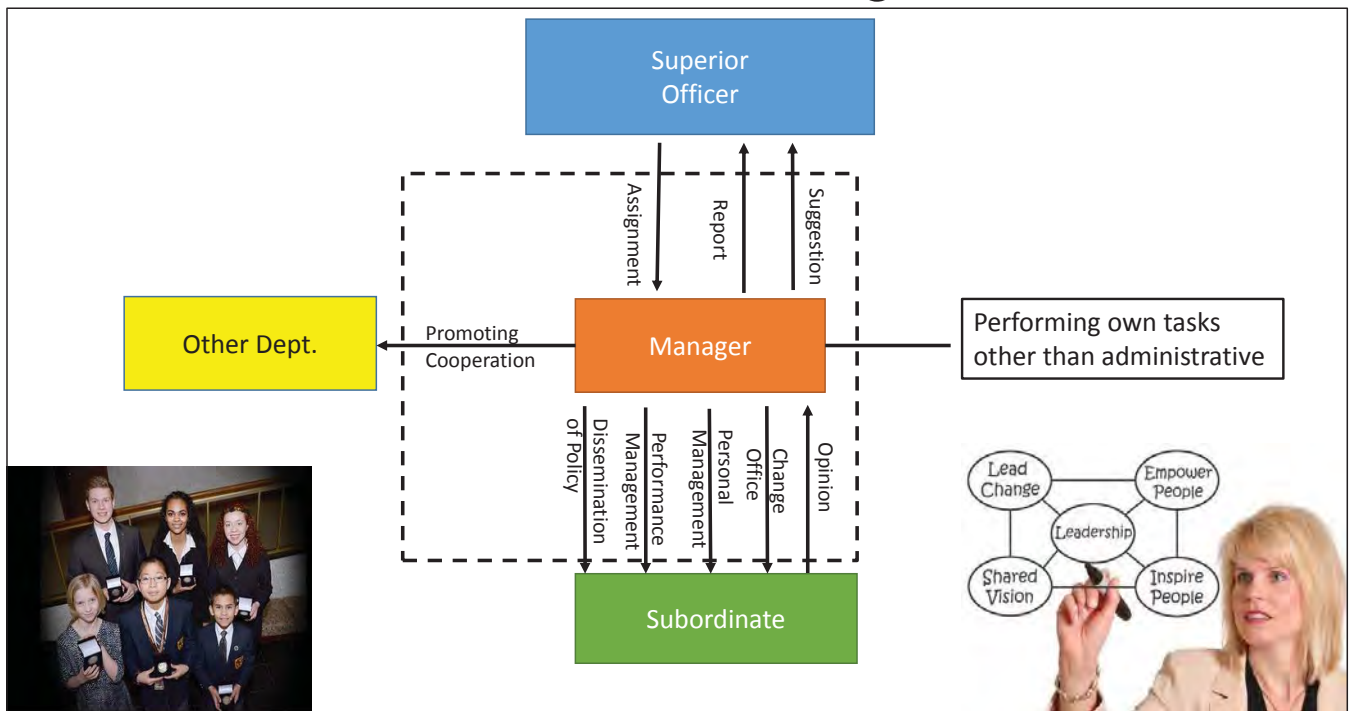 Superior
Officer
Assignment
Report
Suggestion
Other Dept.
Promoting
Cooperation
Manager
Performing own tasks
other than administrative
Dissemination
of Policy
Performance
Management
Personal
Management
Change
Office
Opinion
Subordinate
Lead
Change
Empower
People
Leadership
Shared
Vision
Inspire
People